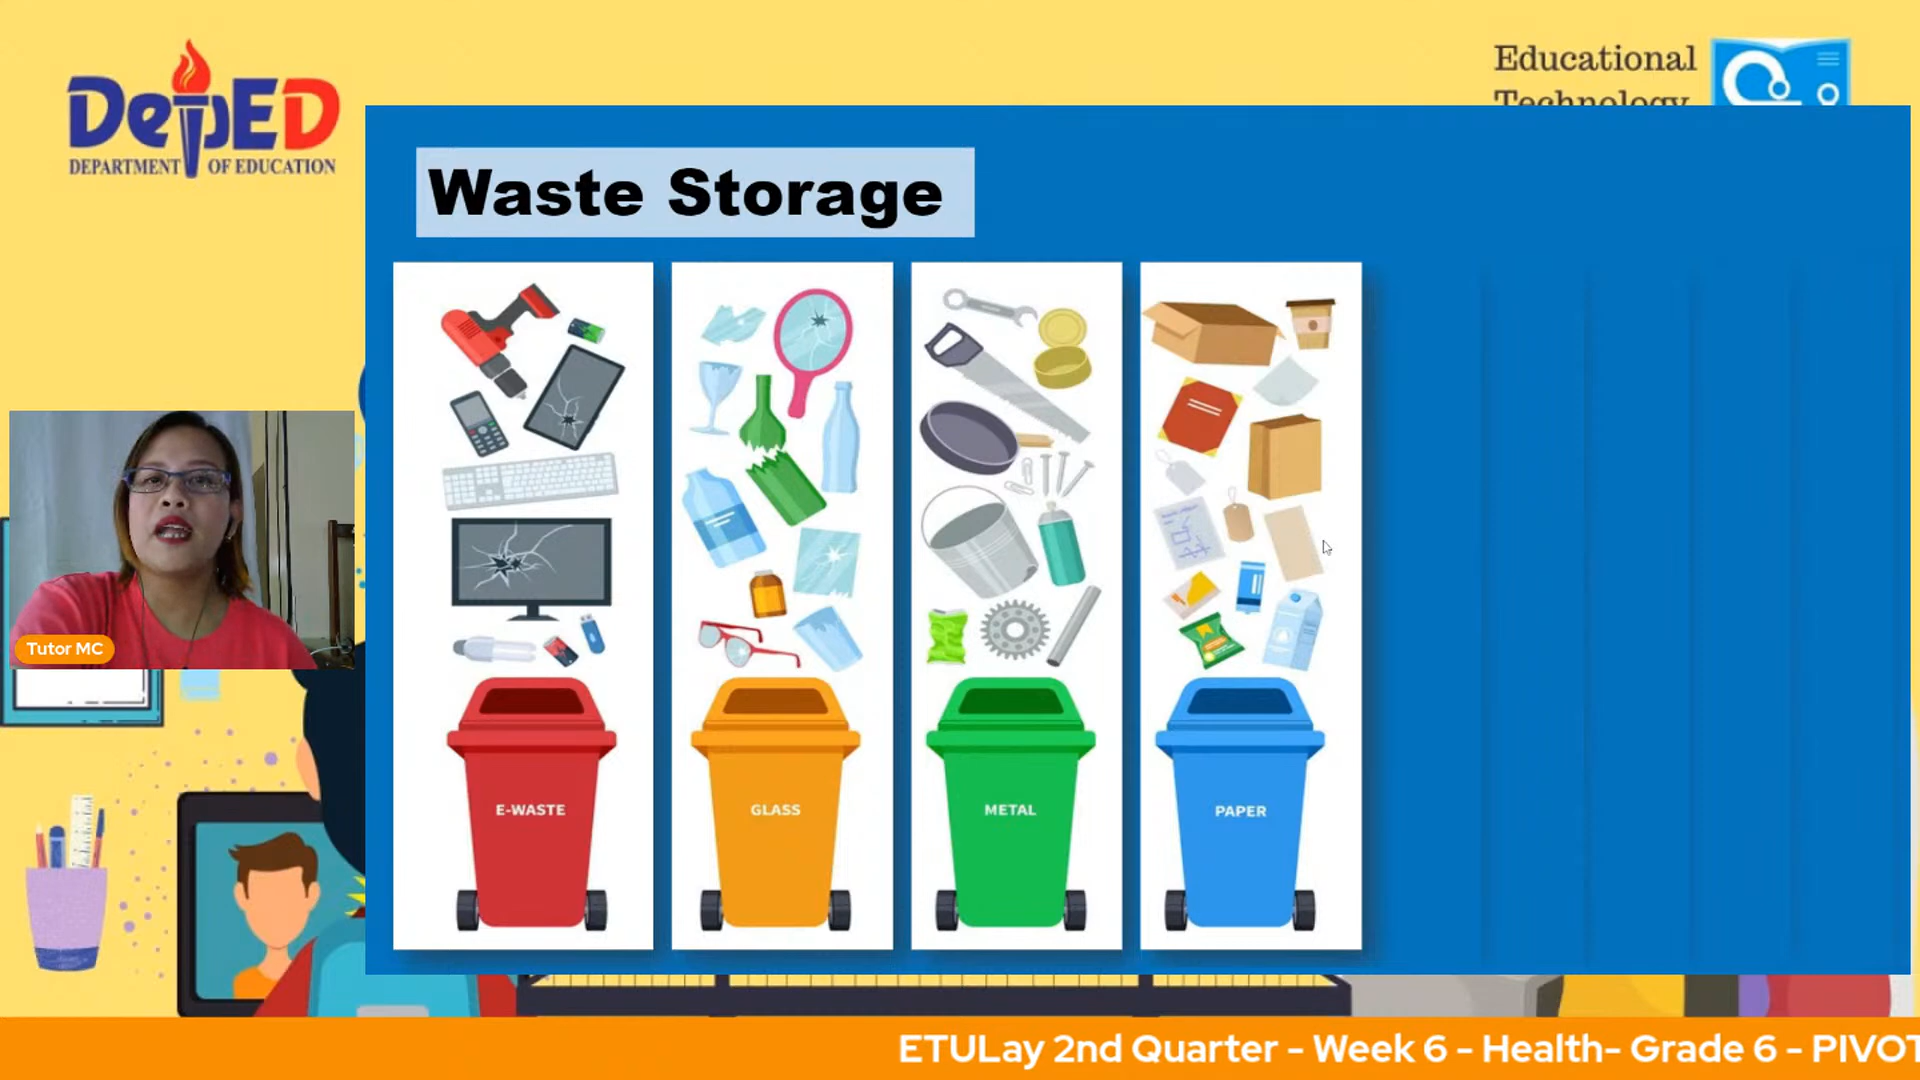 DepED
DEPARTMENT OF EDUCATION
Educational
Technology
Waste Storage
Tutor MC
E-WASTE
GLASS
METAL
PAPER
ETULay 2nd Quarter - Week 6 - Health- Grade 6 - PIVOT